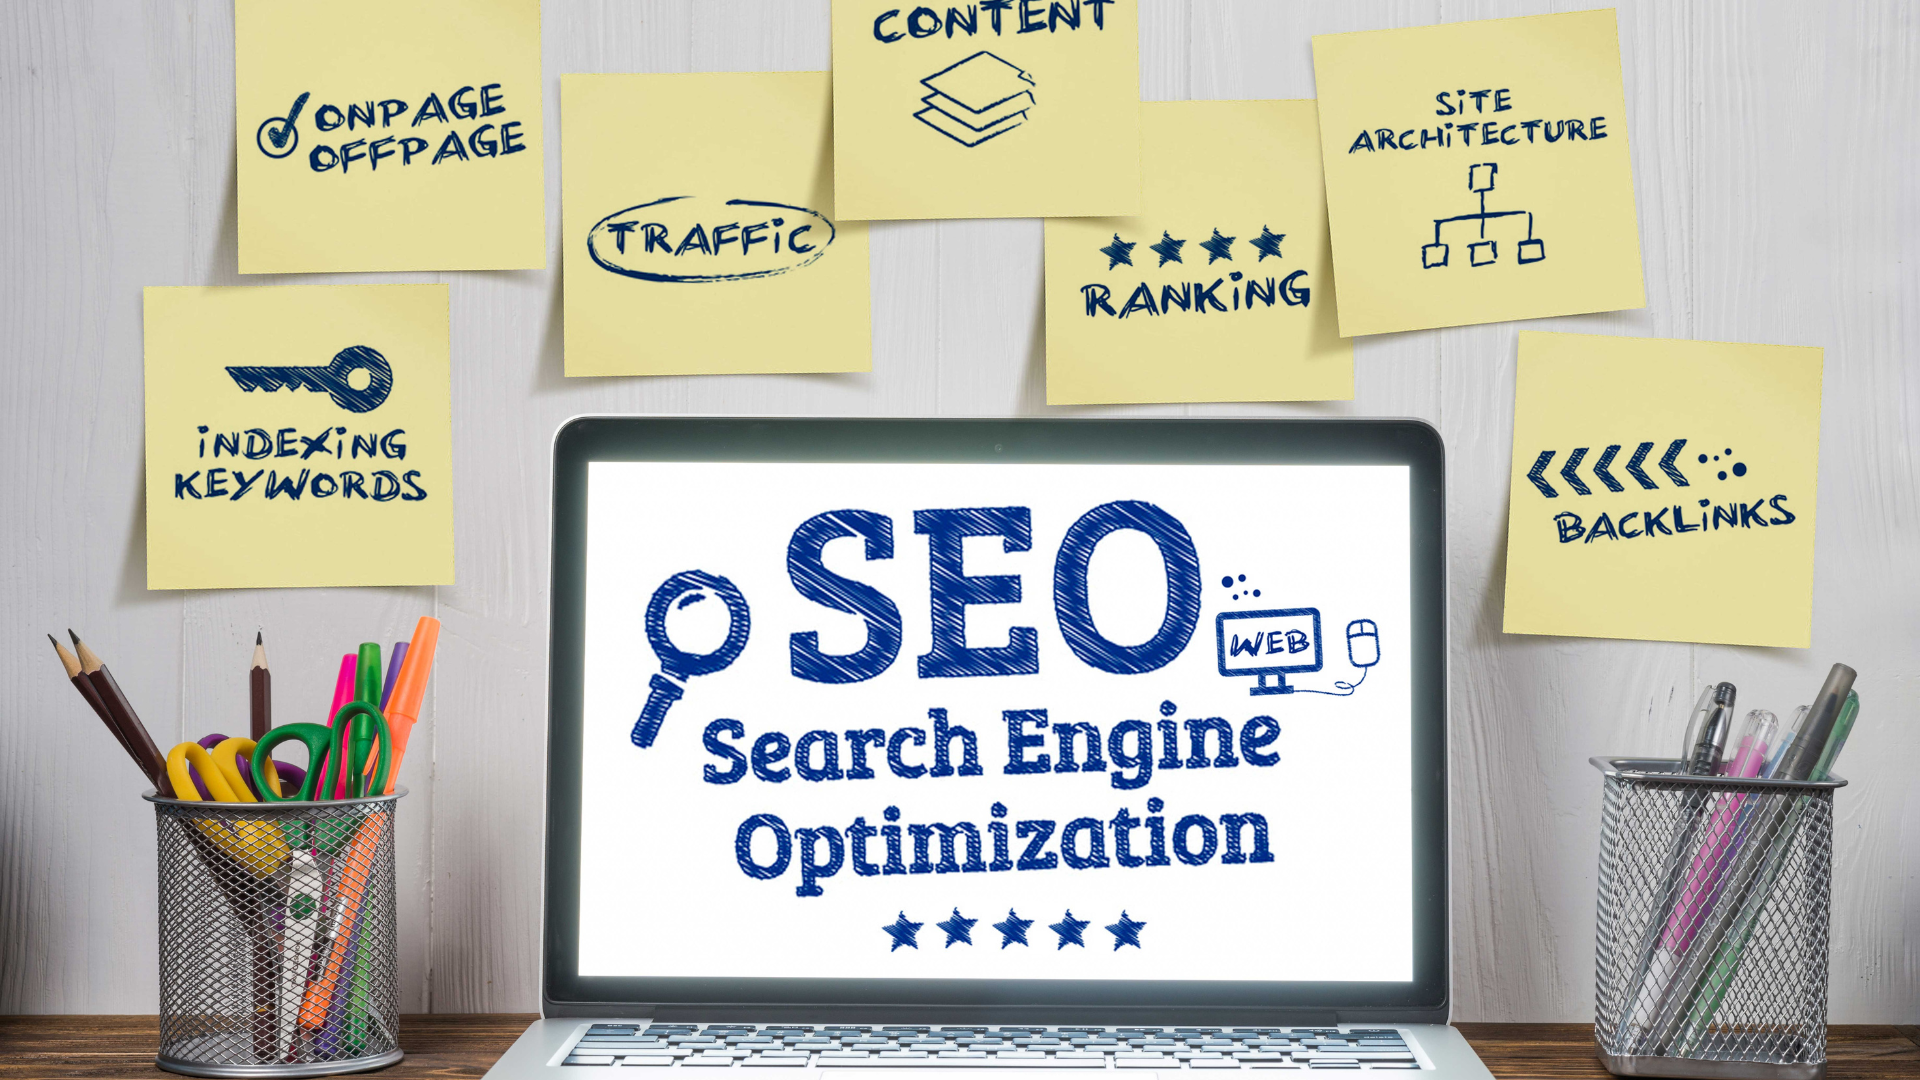 CONTENT
ONPAGE
OFFPAGE
TRAFFiC
SiTE
ARCHiTECTURE
RANKiNG
iNDEXiNG
KEYWORDS
BACKLiNKS
SEO
WEB
Search Engine
Optimization